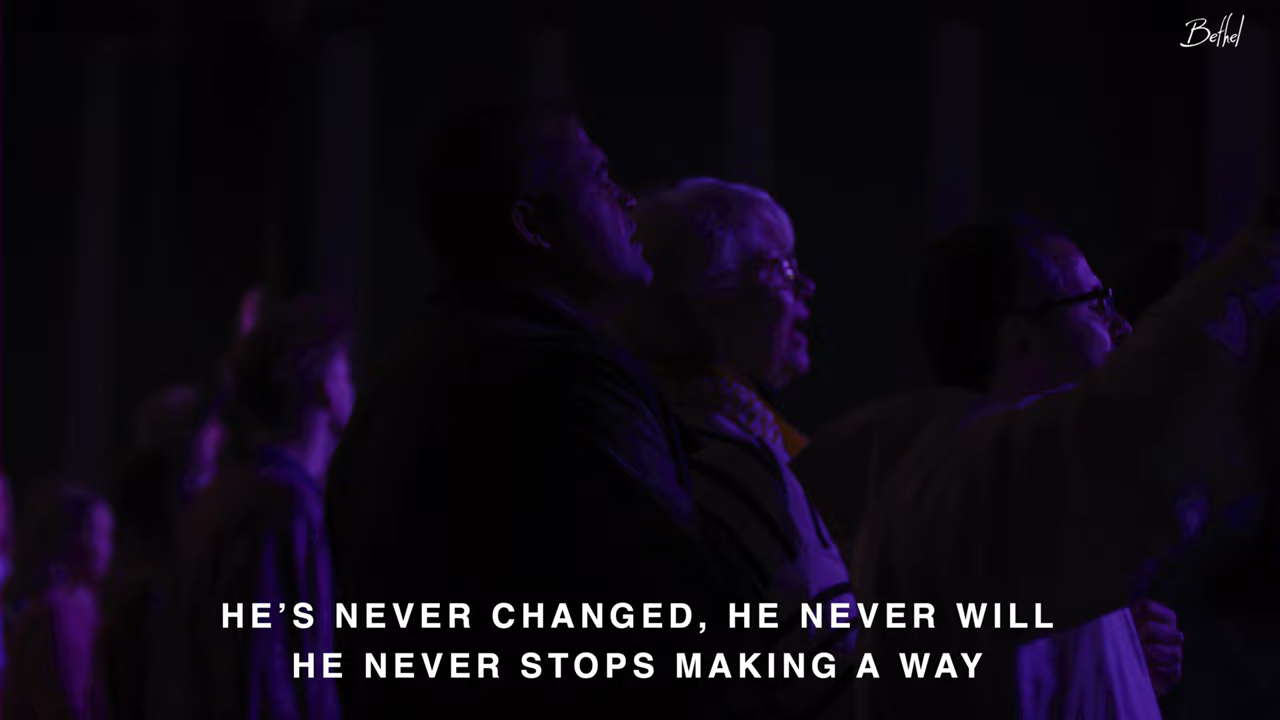 Bethel
HE’S NEVER CHANGED, HE NEVER WILL
HE NEVER STOPS MAKING A WAY